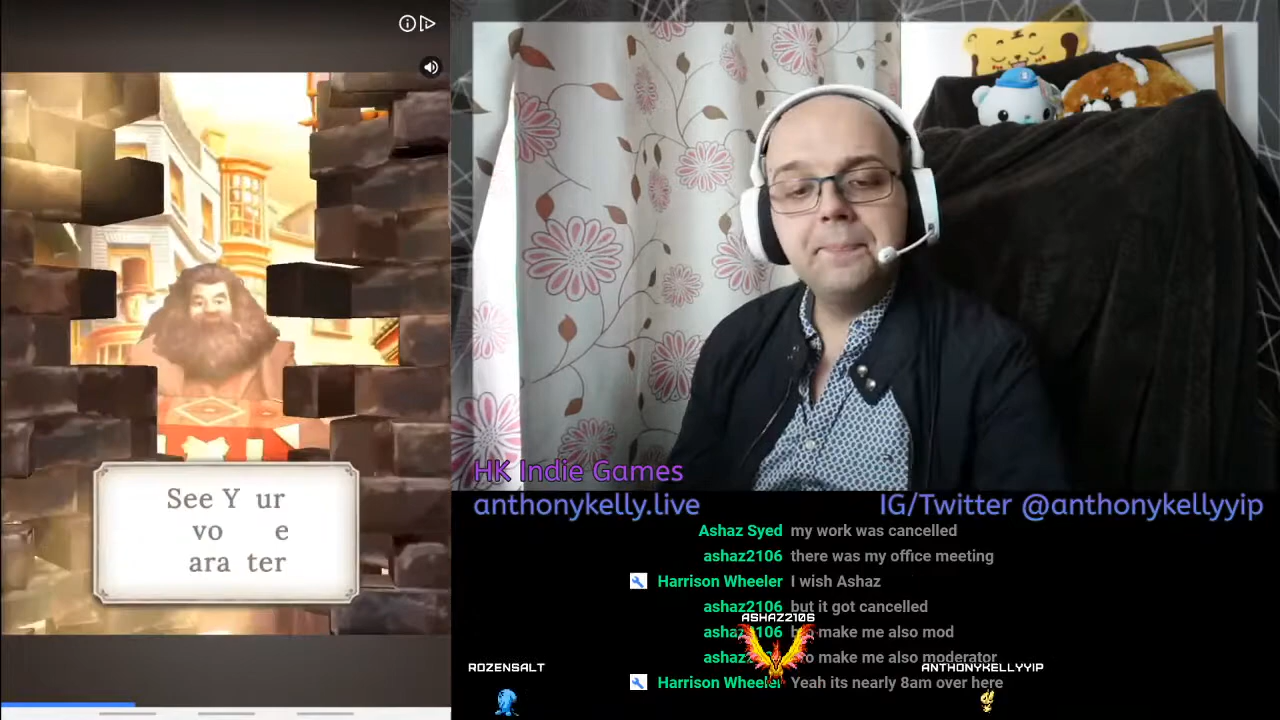 See Y ur
vo e
ara ter
HK Indie Games
anthonykelly.live
IG/Twitter @anthonykellyyip
Ashaz Syed my work was cancelled
ashaz2106 there was my office meeting
Harrison Wheeler I wish Ashaz
ashaz2106 but it got cancelled
ASHAZ2106
make me also mod
make me also moderator
ROZENSALT
ANTHONYKELLYYIP
Harrison Wheeler Yeah its nearly 8am over here